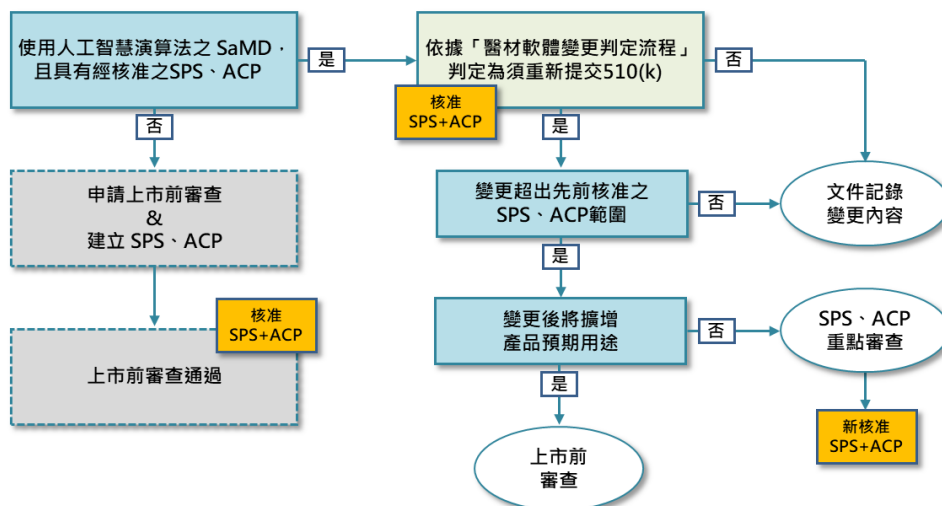 使用人工智慧演算法之 SaMD，
且具有經核准之SPS、ACP
是
依據「醫材軟體變更判定流程」
判定為須重新提交510(k)
否
核准
SPS+ACP
否
是
申請上市前審查
&
建立 SPS、ACP
變更超出先前核准之
SPS、ACP範圍
否
文件記錄
變更內容
是
核准
SPS+ACP
上市前審查通過
變更後將擴增
產品預期用途
否
SPS、ACP
重點審查
是
新核准
SPS+ACP
上市前
審查